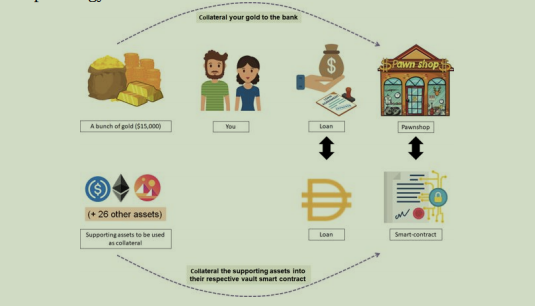 Collateral your gold to the bank
$Pawn shop$
A bunch of gold ($15,000)
You
Loan
Pawnshop
(+ 26 other assets)
Supporting assets to be used
as collateral
Loan
Smart-contract
Collateral the supporting assets into
their respective vault smart contract